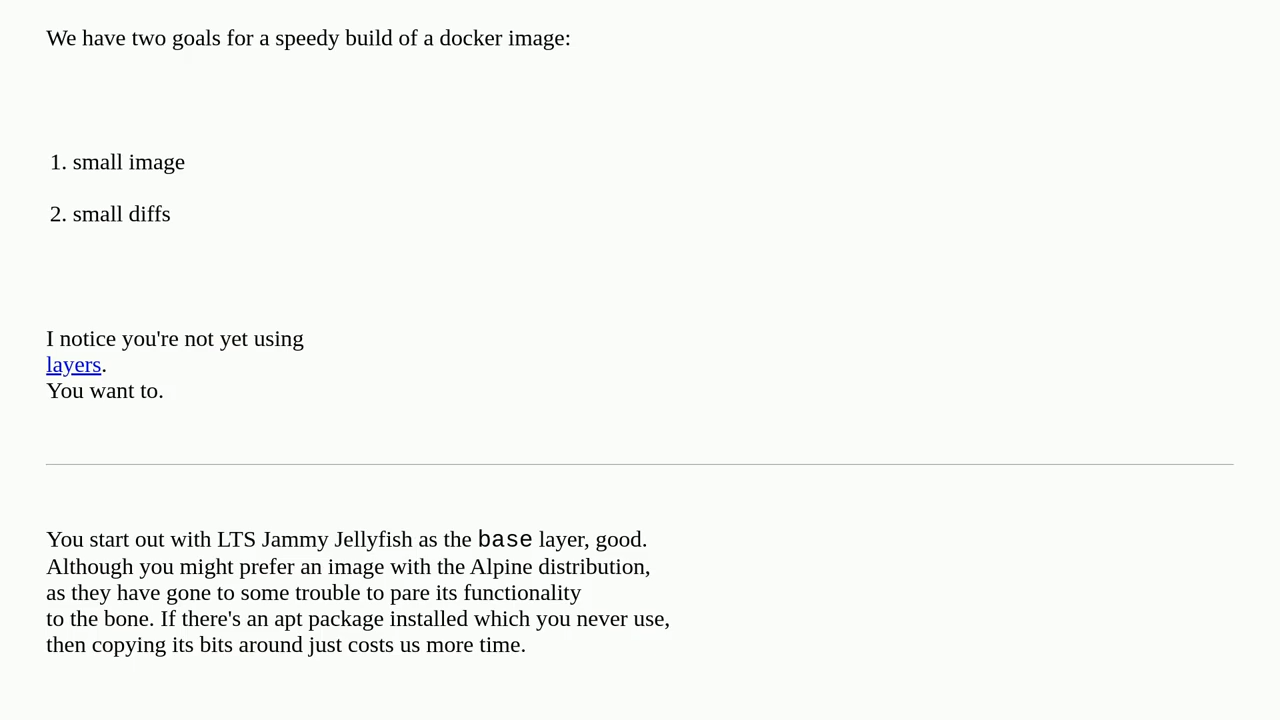 We have two goals for a speedy build of a docker image:
1. small image
2. small diffs
I notice you're not yet using
layers.
You want to.
You start out with LTS Jammy Jellyfish as the base layer, good.
Although you might prefer an image with the Alpine distribution,
as they have gone to some trouble to pare its functionality
to the bone. If there's an apt package installed which you never use,
then copying its bits around just costs us more time.